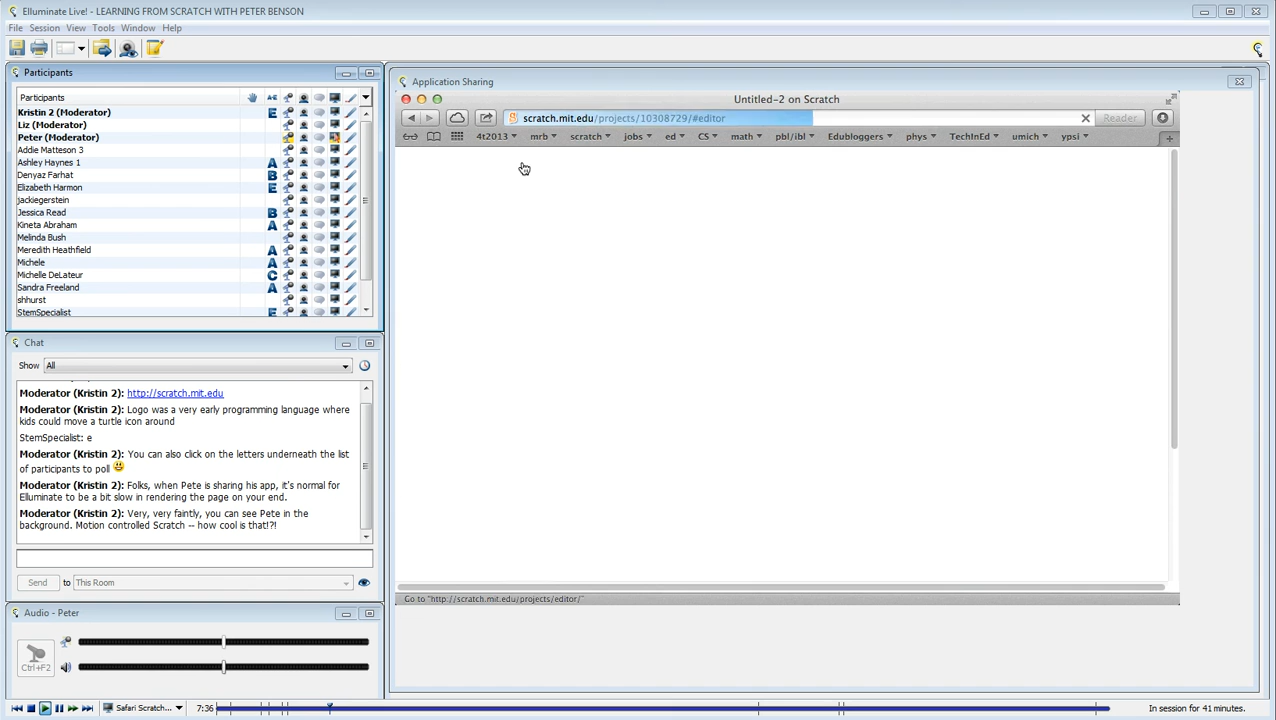 Elluminate Live! - LEARNING FROM SCRATCH WITH PETER BENSON
File Session View Tools Window Help
Participants
Participants
Kristin 2 (Moderator) E
Liz (Moderator)
Peter (Moderator)
Addie Matteson 3
Ashley Haynes 1 A
Denyaz Farhat B
Elizabeth Harmon E
jackiegerstein
Jessica Read B
Kineta Abraham A
Melinda Bush
Meredith Heathfield A
Michele A
Michelle DeLateur C
Sandra Freeland A
shhurst
StemSpecialist E
Chat
Show All
Moderator (Kristin 2): http://scratch.mit.edu
Moderator (Kristin 2): Logo was a very early programming language where
kids could move a turtle icon around
StemSpecialist: e
Moderator (Kristin 2): You can also click on the letters underneath the list
of participants to poll
Moderator (Kristin 2): Folks, when Pete is sharing his app, it's normal for
Elluminate to be a bit slow in rendering the page on your end.
Moderator (Kristin 2): Very, very faintly, you can see Pete in the
background. Motion controlled Scratch -- how cool is that!?!
Send to This Room
Audio - Peter
Ctrl+F2
Application Sharing
Untitled-2 on Scratch
scratch.mit.edu/projects/10308729/#editor
Reader
4t2013 mrb scratch jobs ed CS math pbl/ibl Edubloggers phys TechInEd umich ypsi
Go to "http://scratch.mit.edu/projects/editor/"
Safari Scratch... 7:36 In session for 41 minutes.